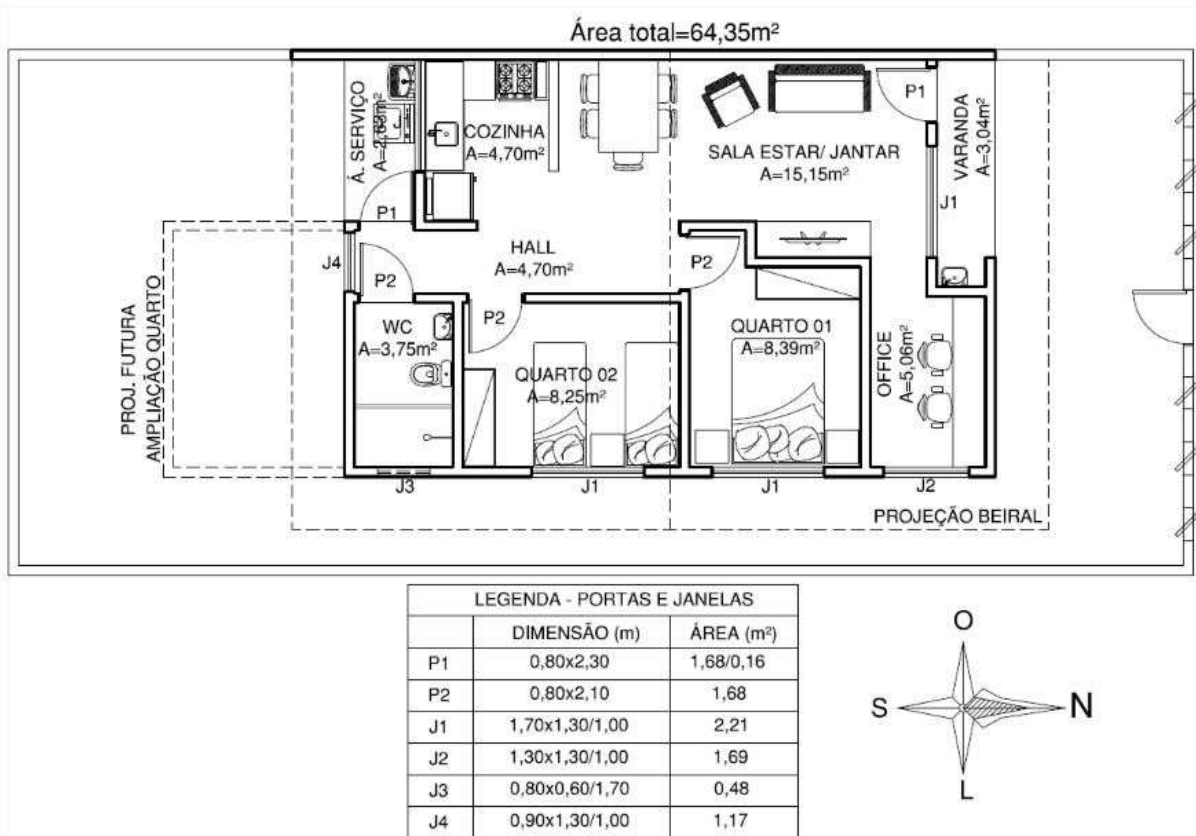 Área total=64,35m²
Á. SERVIÇO
A=2,63m²
COZINHA
A=4,70m²
SALA ESTAR/ JANTAR
A=15,15m²
P1
VARANDA
A=3,04m²
J1
P1
HALL
A=4,70m²
J4
P2
P2
PROJ. FUTURA
AMPLIAÇÃO QUARTO
WC
A=3,75m²
P2
QUARTO 02
A=8,25m²
QUARTO 01
A=8,39m²
OFFICE
A=5,06m²
J3
J1
J1
J2
PROJEÇÃO BEIRAL
LEGENDA - PORTAS E JANELAS
DIMENSÃO (m) ÁREA (m²)
P1 0,80x2,30 1,68/0,16
P2 0,80x2,10 1,68
J1 1,70x1,30/1,00 2,21
J2 1,30x1,30/1,00 1,69
J3 0,80x0,60/1,70 0,48
J4 0,90x1,30/1,00 1,17
O
S N
L